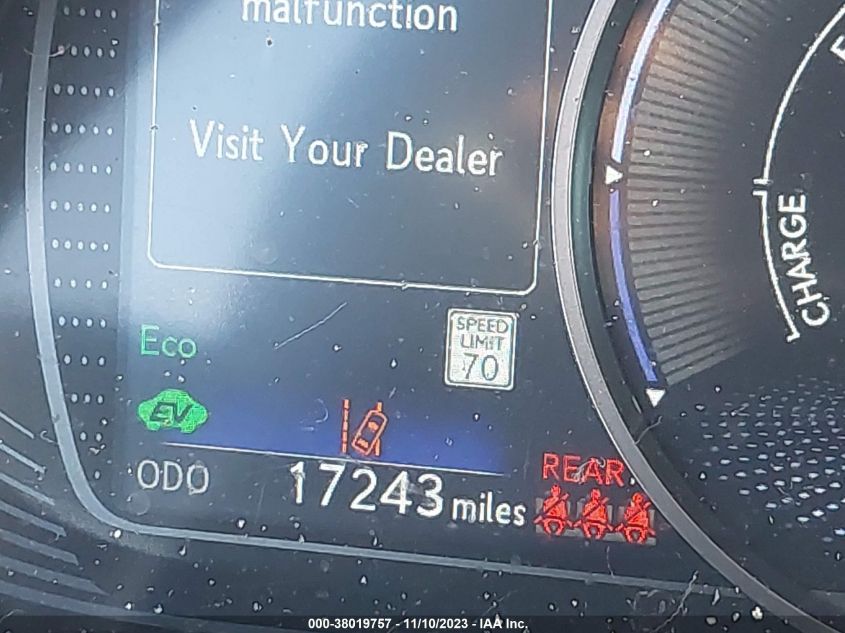 malfunction
Visit Your Dealer
CHARGE
Eco
SPEED
LIMIT
70
EV
ODO 17243 miles
REAR
000-38019757 - 11/10/2023 - IAA Inc.